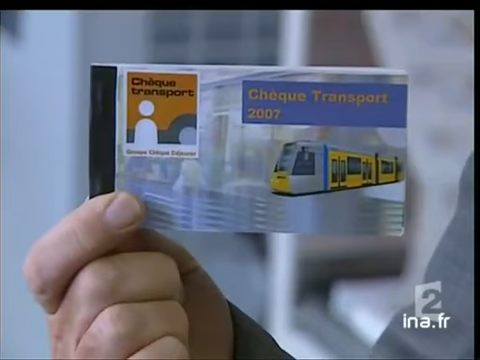 Chèque
transport
Groupe Chèque Déjeuner
Chèque Transport
2007
2
ina.fr